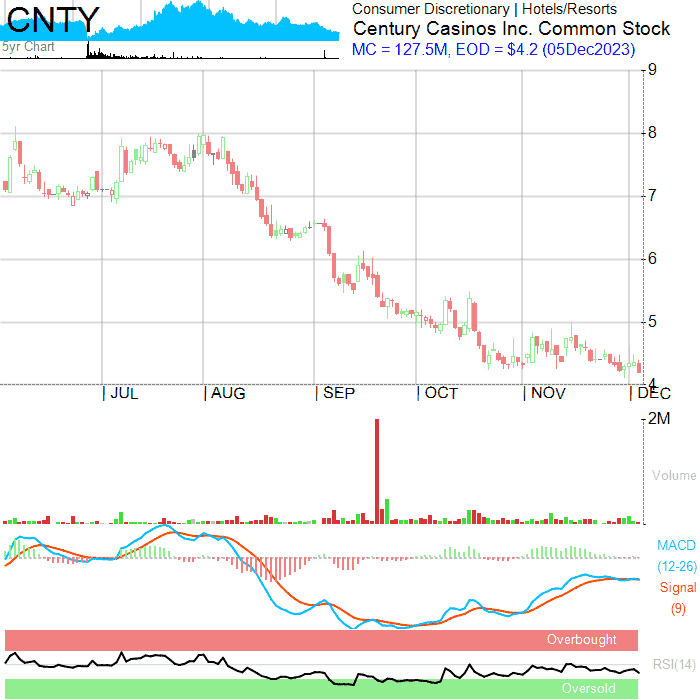 CNTY
5yr Chart
Consumer Discretionary | Hotels/Resorts
Century Casinos Inc. Common Stock
MC = 127.5M, EOD = $4.2 (05Dec2023)
9
8
7
6
5
4
JUL AUG SEP OCT NOV DEC
2M
Volume
MACD
(12-26)
Signal
(9)
Overbought
RSI(14)
Oversold